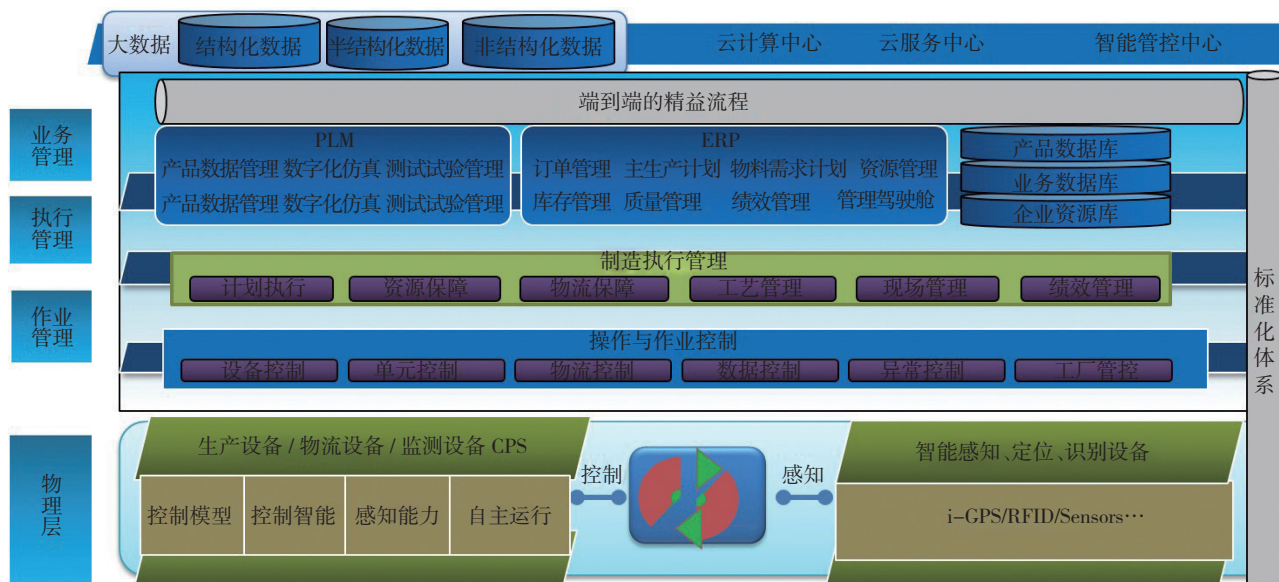 大数据 结构化数据 半结构化数据 非结构化数据 云计算中心 云服务中心 智能管控中心
端到端的精益流程
业务
管理
PLM
产品数据管理 数字化仿真 测试试验管理
产品数据管理 数字化仿真 测试试验管理
ERP
订单管理 主生产计划 物料需求计划 资源管理
库存管理 质量管理 绩效管理 管理驾驶舱
产品数据库
业务数据库
企业资源库
执行
管理
制造执行管理
计划执行 资源保障 物流保障 工艺管理 现场管理 绩效管理
作业
管理
操作与作业控制
设备控制 单元控制 物流控制 数据控制 异常控制 工厂管控
标准化体系
物理层
生产设备/物流设备/监测设备 CPS
控制模型 控制智能 感知能力 自主运行
控制
感知
智能感知、定位、识别设备
i-GPS/RFID/Sensors…